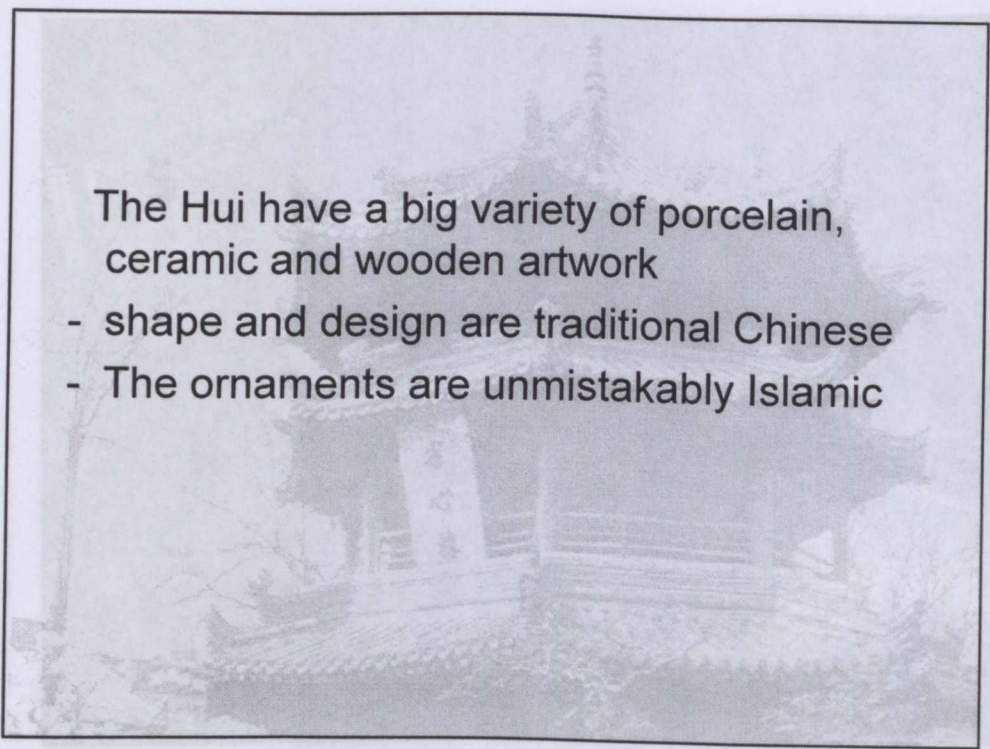 The Hui have a big variety of porcelain,
ceramic and wooden artwork
- shape and design are traditional Chinese
- The ornaments are unmistakably Islamic